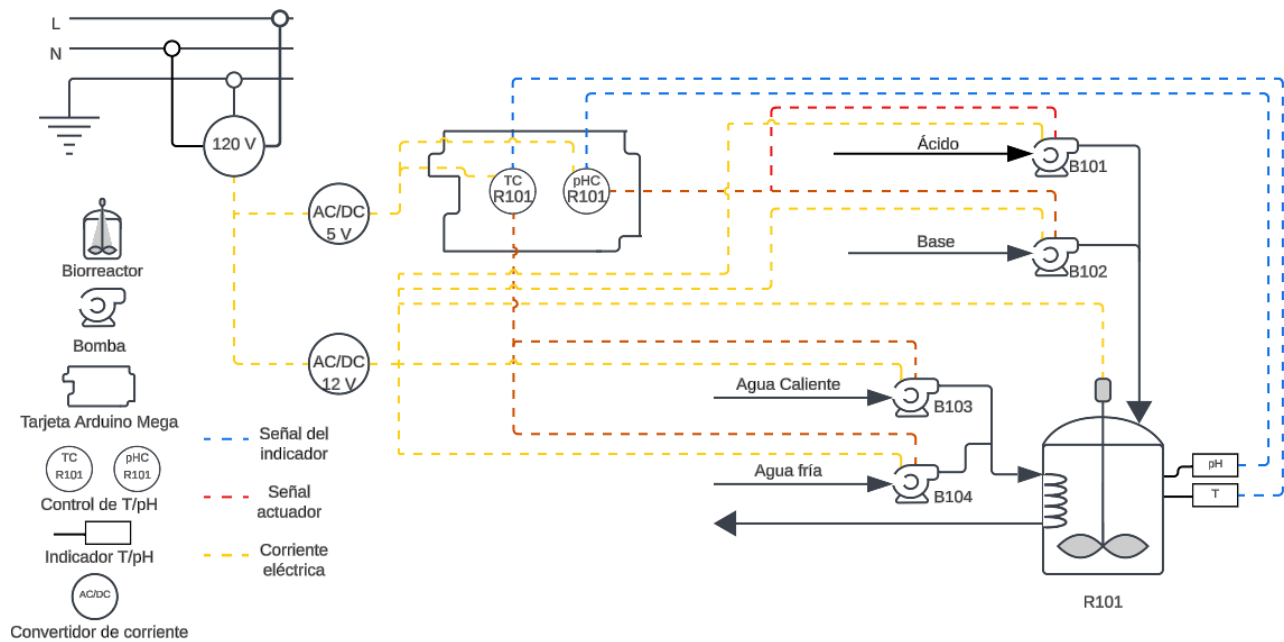 L
N
120 V
AC/DC
5 V
AC/DC
12 V
TC
R101
pHC
R101
Ácido
B101
Base
B102
Agua Caliente
B103
Agua fría
B104
pH
T
R101
Biorreactor
Bomba
Tarjeta Arduino Mega
TC
R101
pHC
R101
Control de T/pH
Indicador T/pH
AC/DC
Convertidor de corriente
Señal del
indicador
Señal
actuador
Corriente
eléctrica